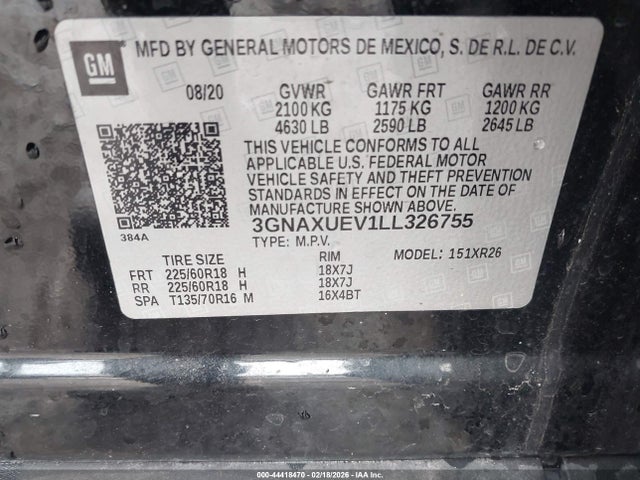 GM
MFD BY GENERAL MOTORS DE MEXICO, S. DE R.L. DE C.V.
08/20 GVWR GAWR FRT GAWR RR
2100 KG 1175 KG 1200 KG
4630 LB 2590 LB 2645 LB
THIS VEHICLE CONFORMS TO ALL
APPLICABLE U.S. FEDERAL MOTOR
VEHICLE SAFETY AND THEFT PREVENTION
STANDARDS IN EFFECT ON THE DATE OF
MANUFACTURE SHOWN ABOVE.
384A
3GNAXUEV1LL326755
TYPE: M.P.V. MODEL: 151XR26
TIRE SIZE RIM
FRT 225/60R18 H 18X7J
RR 225/60R18 H 18X7J
SPA T135/70R16 M 16X4BT
© IAA -- 000~44418470 -- 02/18/2026 -- © IAA Holdings, LLC